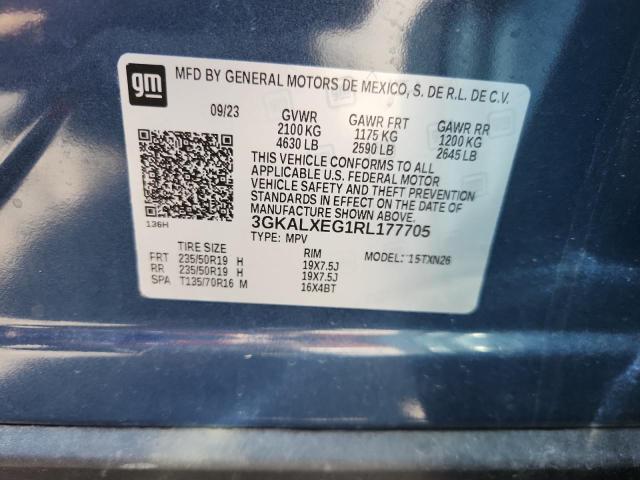 gm
MFD BY GENERAL MOTORS DE MEXICO, S. DE R.L. DE C.V.
09/23 GVWR GAWR FRT GAWR RR
2100 KG 1175 KG 1200 KG
4630 LB 2590 LB 2645 LB
THIS VEHICLE CONFORMS TO ALL
APPLICABLE U.S. FEDERAL MOTOR
VEHICLE SAFETY AND THEFT PREVENTION
STANDARDS IN EFFECT ON THE DATE OF
MANUFACTURE SHOWN ABOVE.
136H 3GKALXEG1RL177705
TYPE: MPV MODEL: 15TXN26
TIRE SIZE RIM
FRT 235/50R19 H 19X7.5J
RR 235/50R19 H 19X7.5J
SPA T135/70R16 M 16X4BT